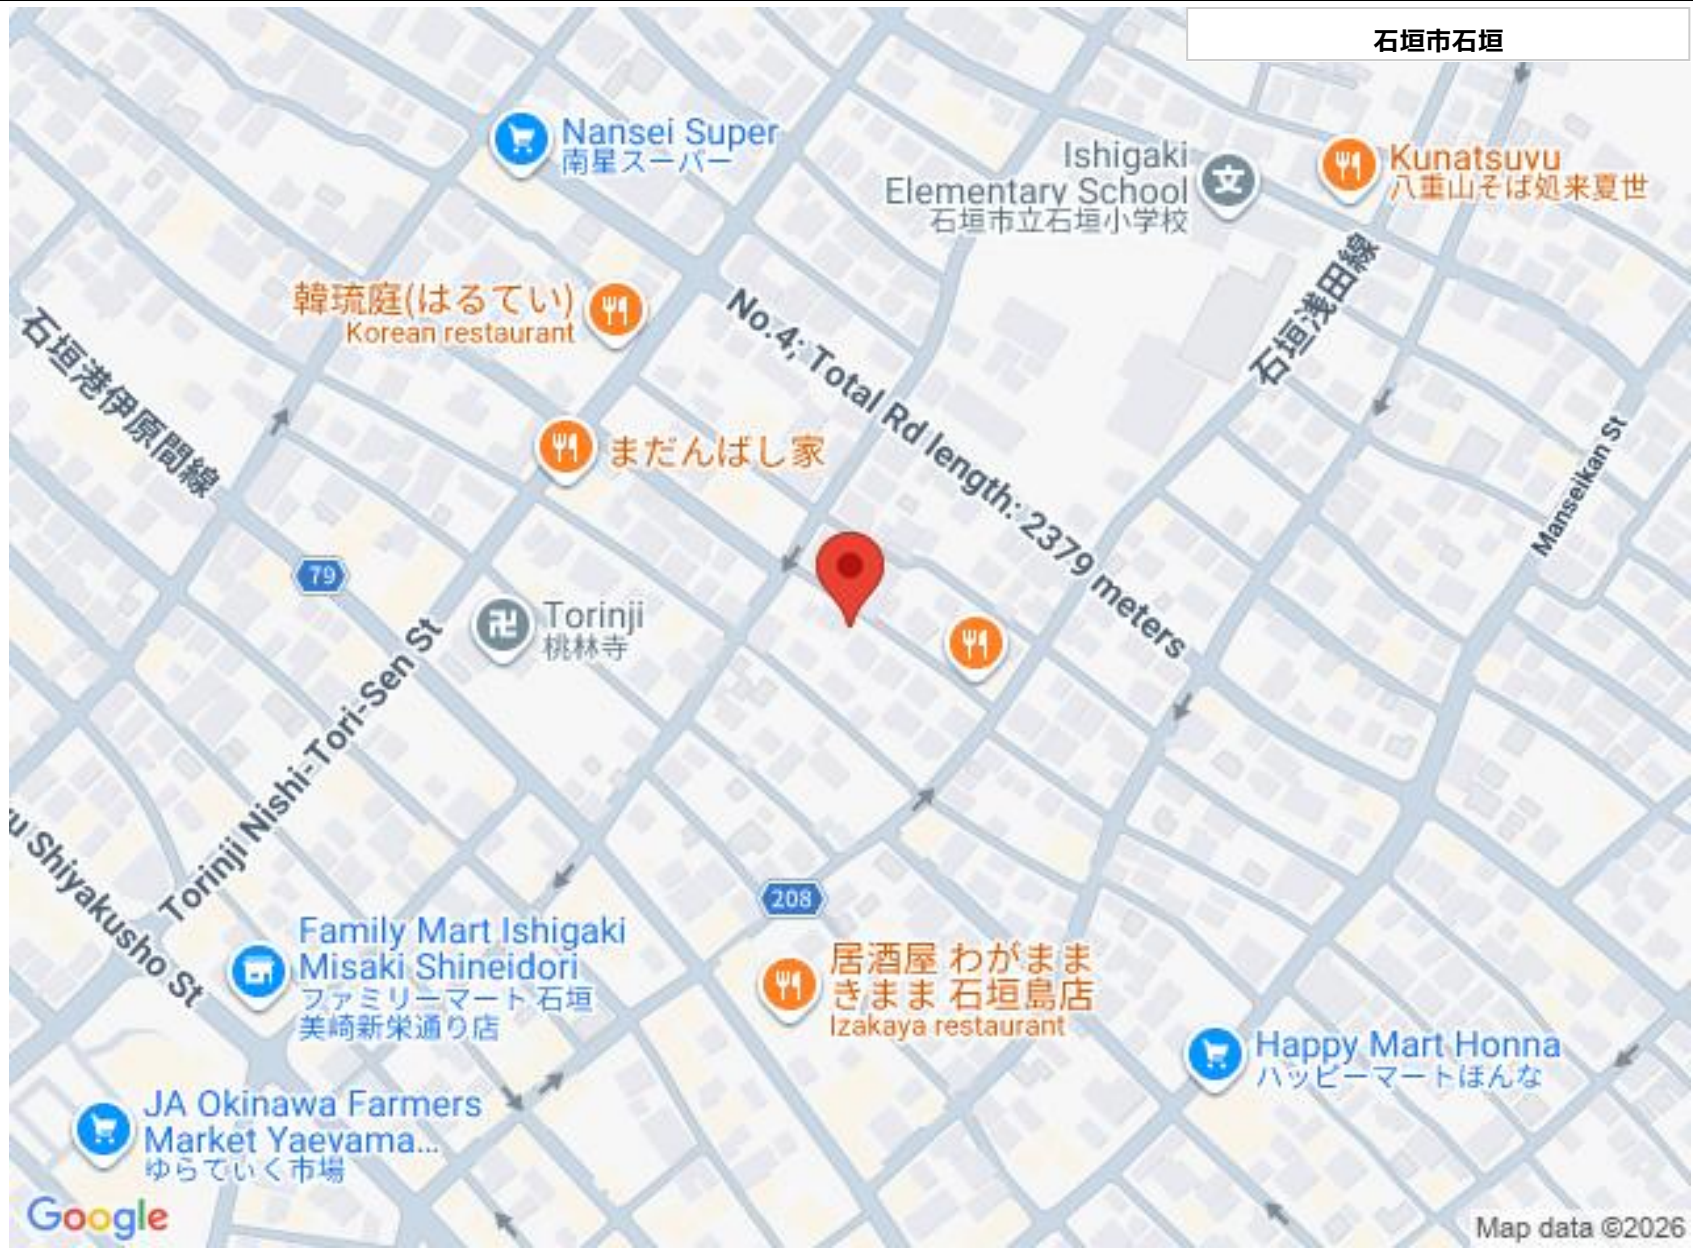 石垣市石垣
Nansei Super
南星スーパー
Ishigaki
Elementary School
石垣市立石垣小学校
Kunatsuyu
八重山そば処来夏世
韓琉庭(はるてい)
Korean restaurant
石垣浅田線
No.4; Total Rd length: 2379 meters
石垣港伊原間線
まだんばし家
Manseikan St
79
Torinji
桃林寺
Torinji Nishi-Tori-Sen St
Shiyakusho St
208
Family Mart Ishigaki
Misaki Shineidori
ファミリーマート 石垣
美崎新栄通り店
居酒屋 わがまま
きまま 石垣島店
Izakaya restaurant
Happy Mart Honna
ハッピーマートほんな
JA Okinawa Farmers
Market Yaeyama...
ゆらてぃく市場
Google
Map data ©2026